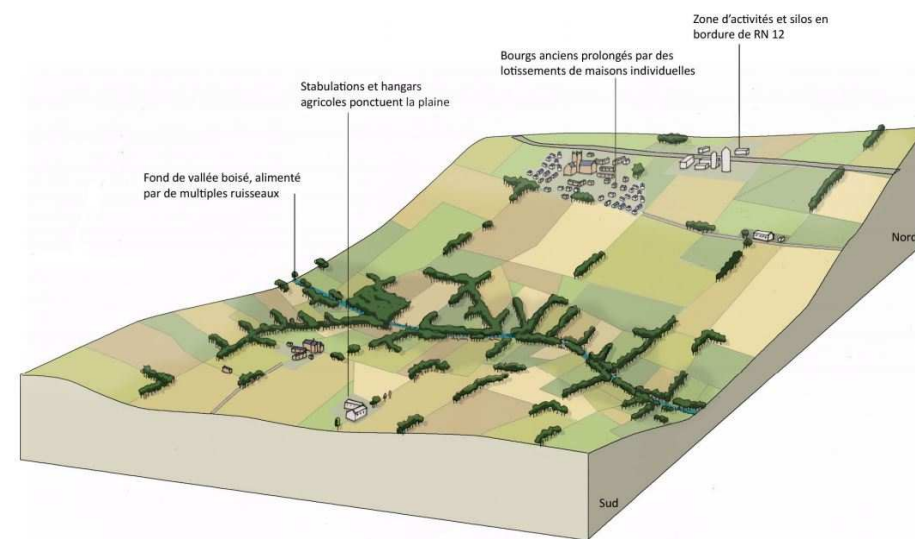 Zone d'activités et silos en
bordure de RN 12
Bourgs anciens prolongés par des
lotissements de maisons individuelles
Stabulations et hangars
agricoles ponctuent la plaine
Fond de vallée boisé, alimenté
par de multiples ruisseaux
Nord
Sud